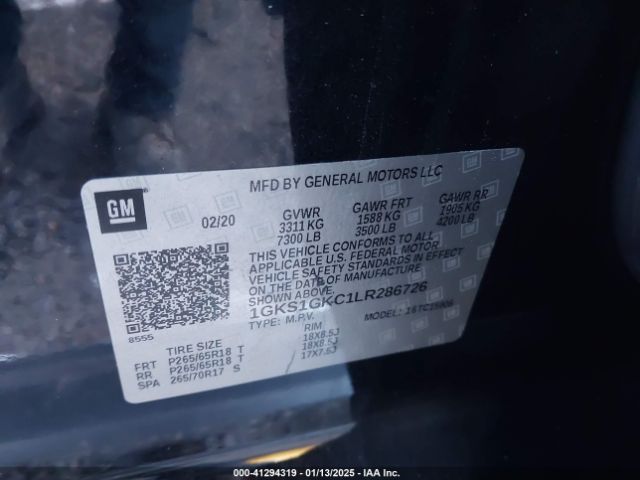 MFD BY GENERAL MOTORS LLC
GM
02/20
GVWR GAWR FRT GAWR RR
3311 KG 1588 KG 1905 KG
7300 LB 3500 LB 4200 LB
THIS VEHICLE CONFORMS TO ALL
APPLICABLE U.S. FEDERAL MOTOR
VEHICLE SAFETY STANDARDS IN EFFECT
ON THE DATE OF MANUFACTURE
SHOWN ABOVE
1GKS1GKC1LR286726
TYPE: M.P.V. MODEL:
8555
TIRE SIZE RIM
FRT P265/65R18 T 18X8.5J
RR P265/65R18 T 18X8.5J
SPA 265/70R17 S 17X7.5J
000-41294319 - 01/13/2025 - IAA Inc.